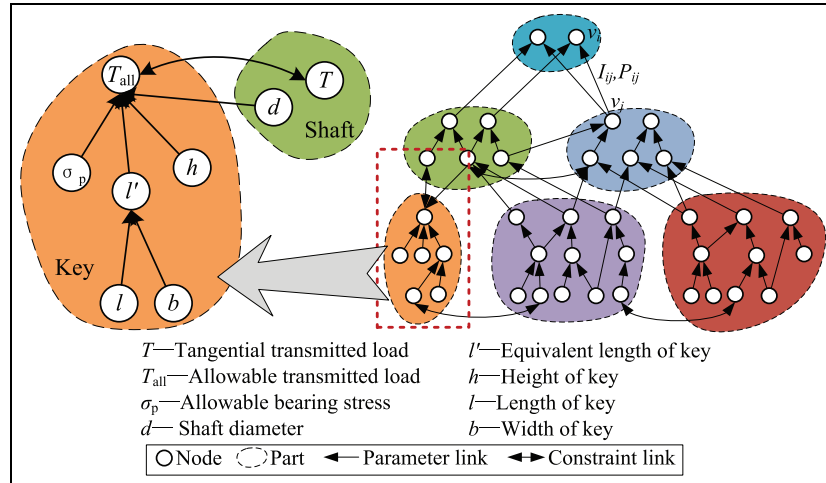 T_all
T
d
Shaft
σ_p
l′
h
Key
l
b
v_i
I_ij, P_ij
v_j
T—Tangential transmitted load
T_all—Allowable transmitted load
σ_p—Allowable bearing stress
d— Shaft diameter
l′—Equivalent length of key
h—Height of key
l—Length of key
b—Width of key
Node
Part
Parameter link
Constraint link